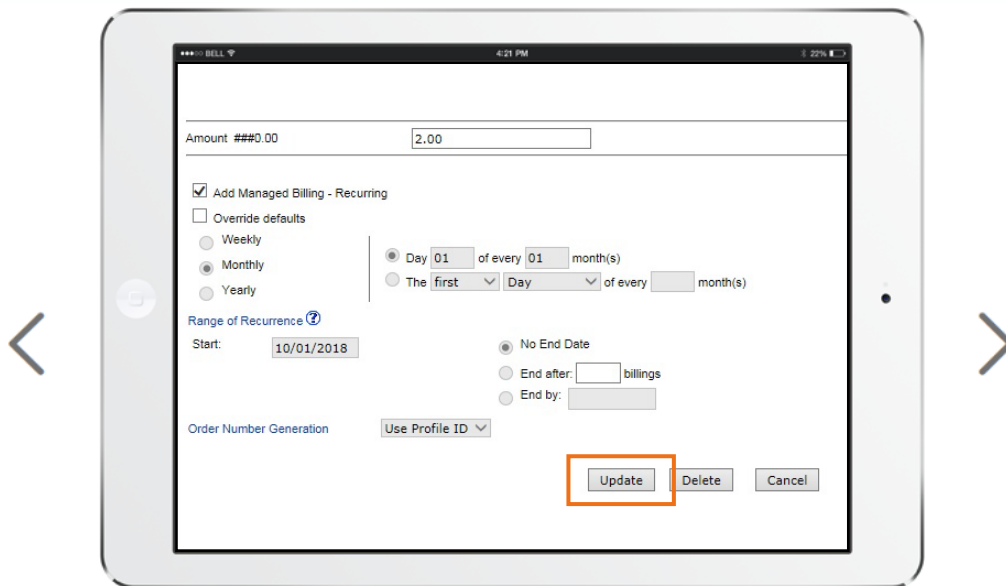 BELL 4:21 PM 22%
Amount ###0.00 2.00
Add Managed Billing - Recurring
Override defaults
Weekly
Monthly
Yearly
Day 01 of every 01 month(s)
The first Day of every month(s)
Range of Recurrence ?
Start: 10/01/2018
No End Date
End after: billings
End by:
Order Number Generation Use Profile ID
Update Delete Cancel